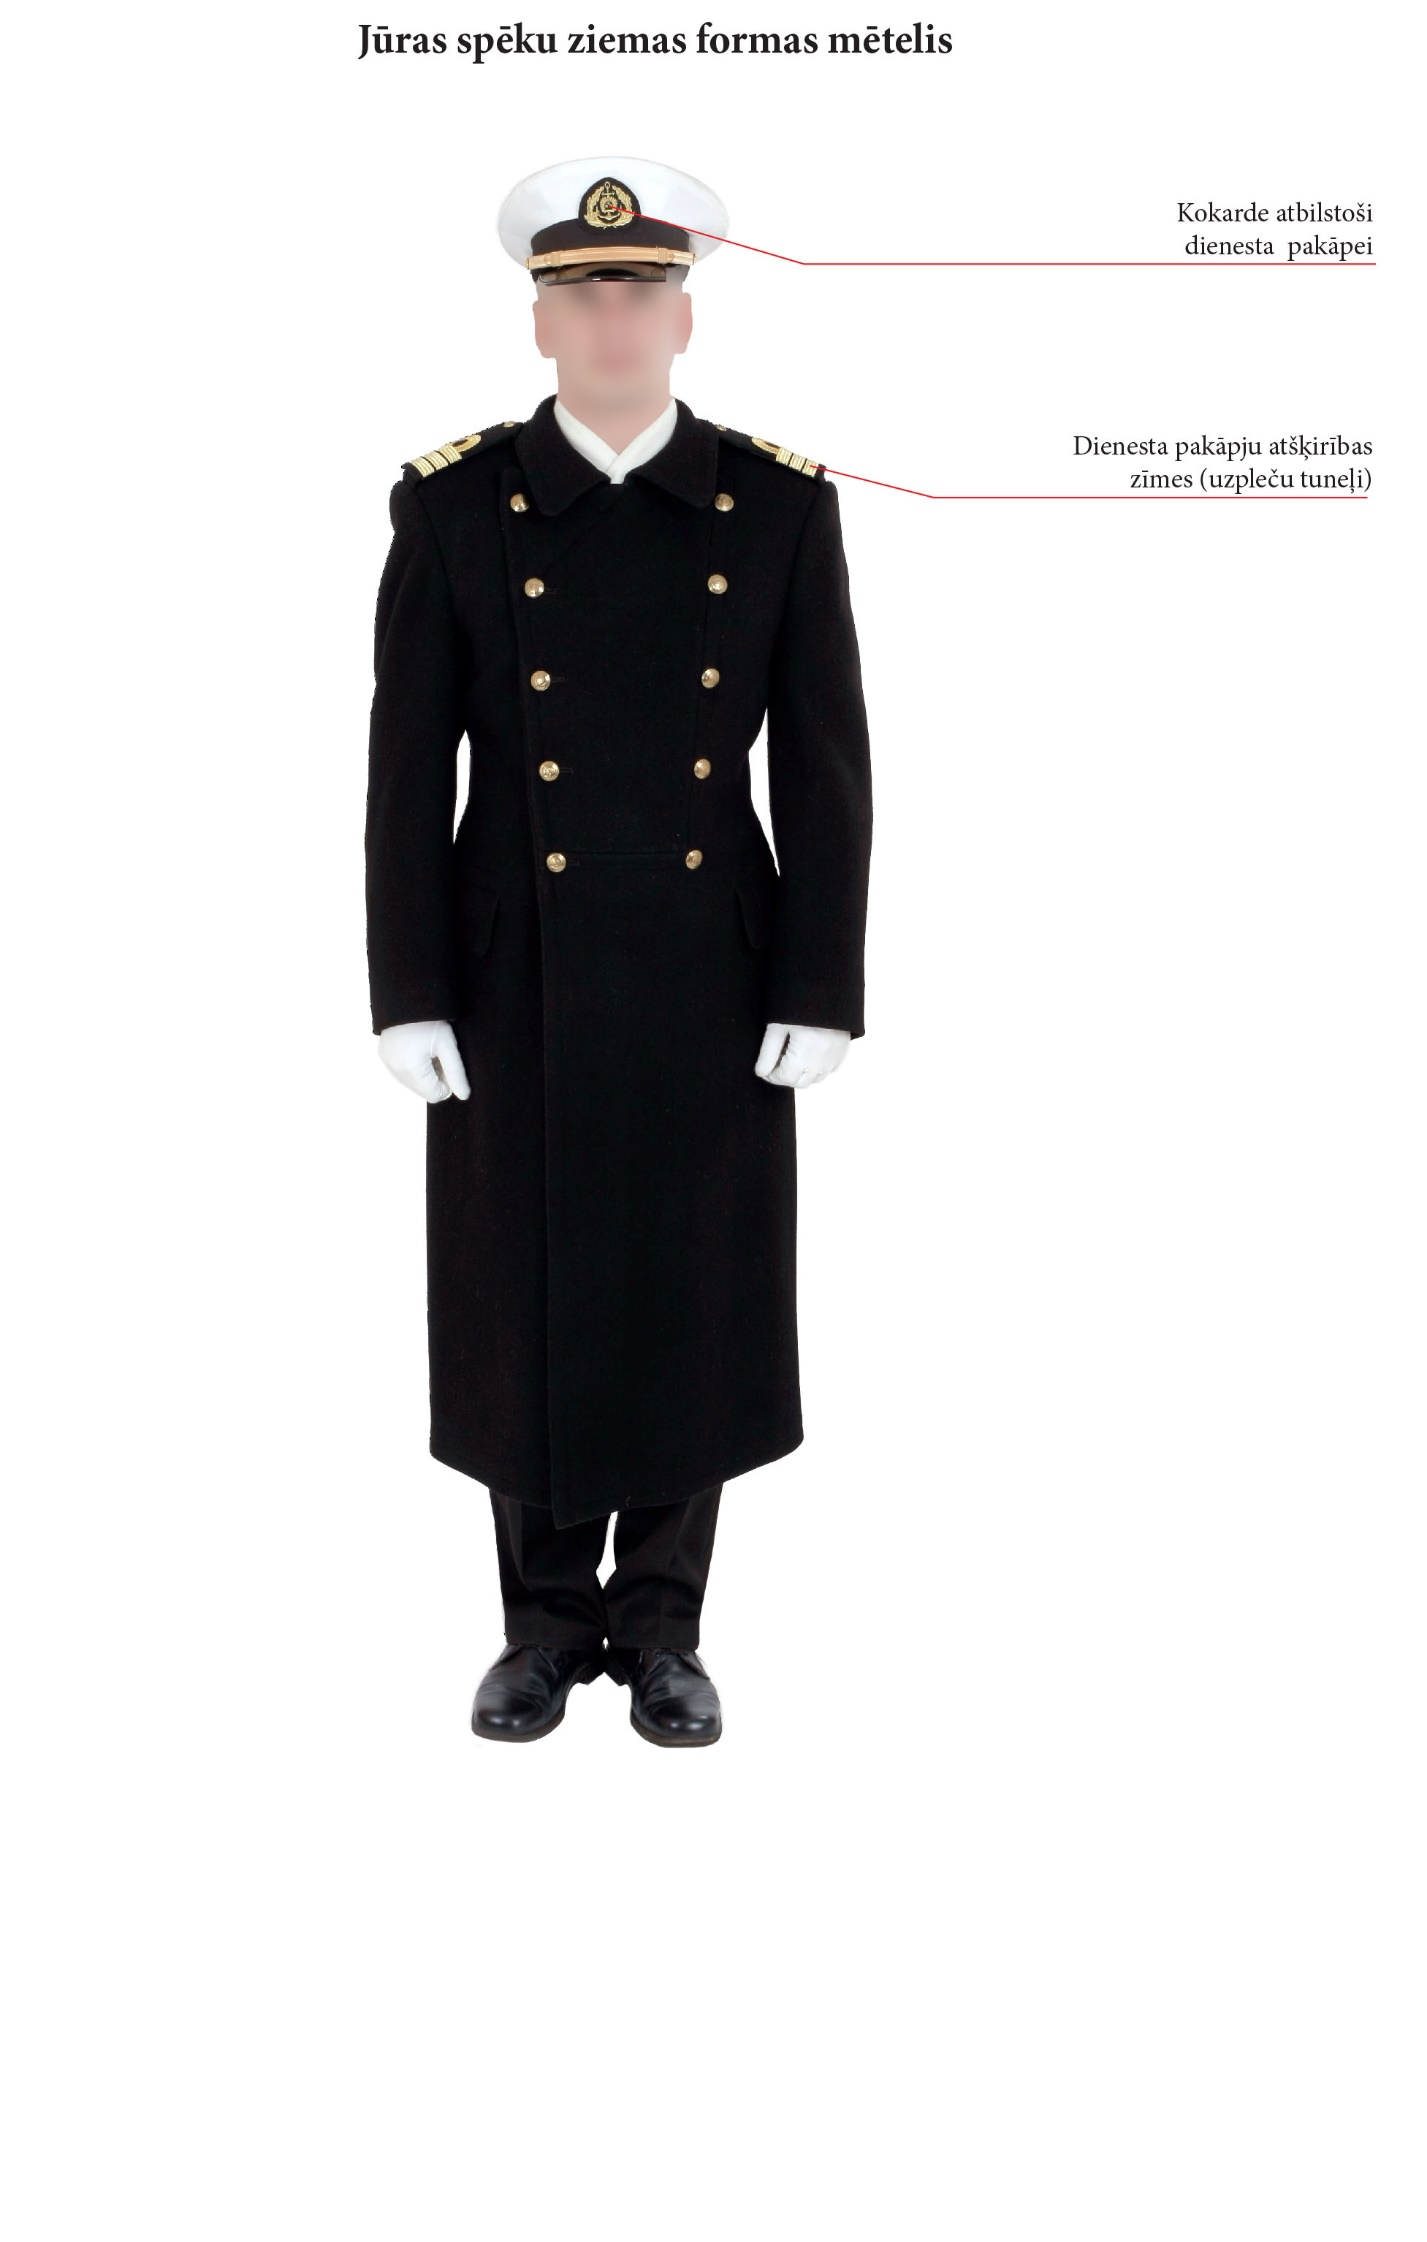 Jūras spēku ziemas formas mētelis
Kokarde atbilstoši
dienesta pakāpei
Dienesta pakāpju atšķirības
zīmes (uzpleču tuneļi)